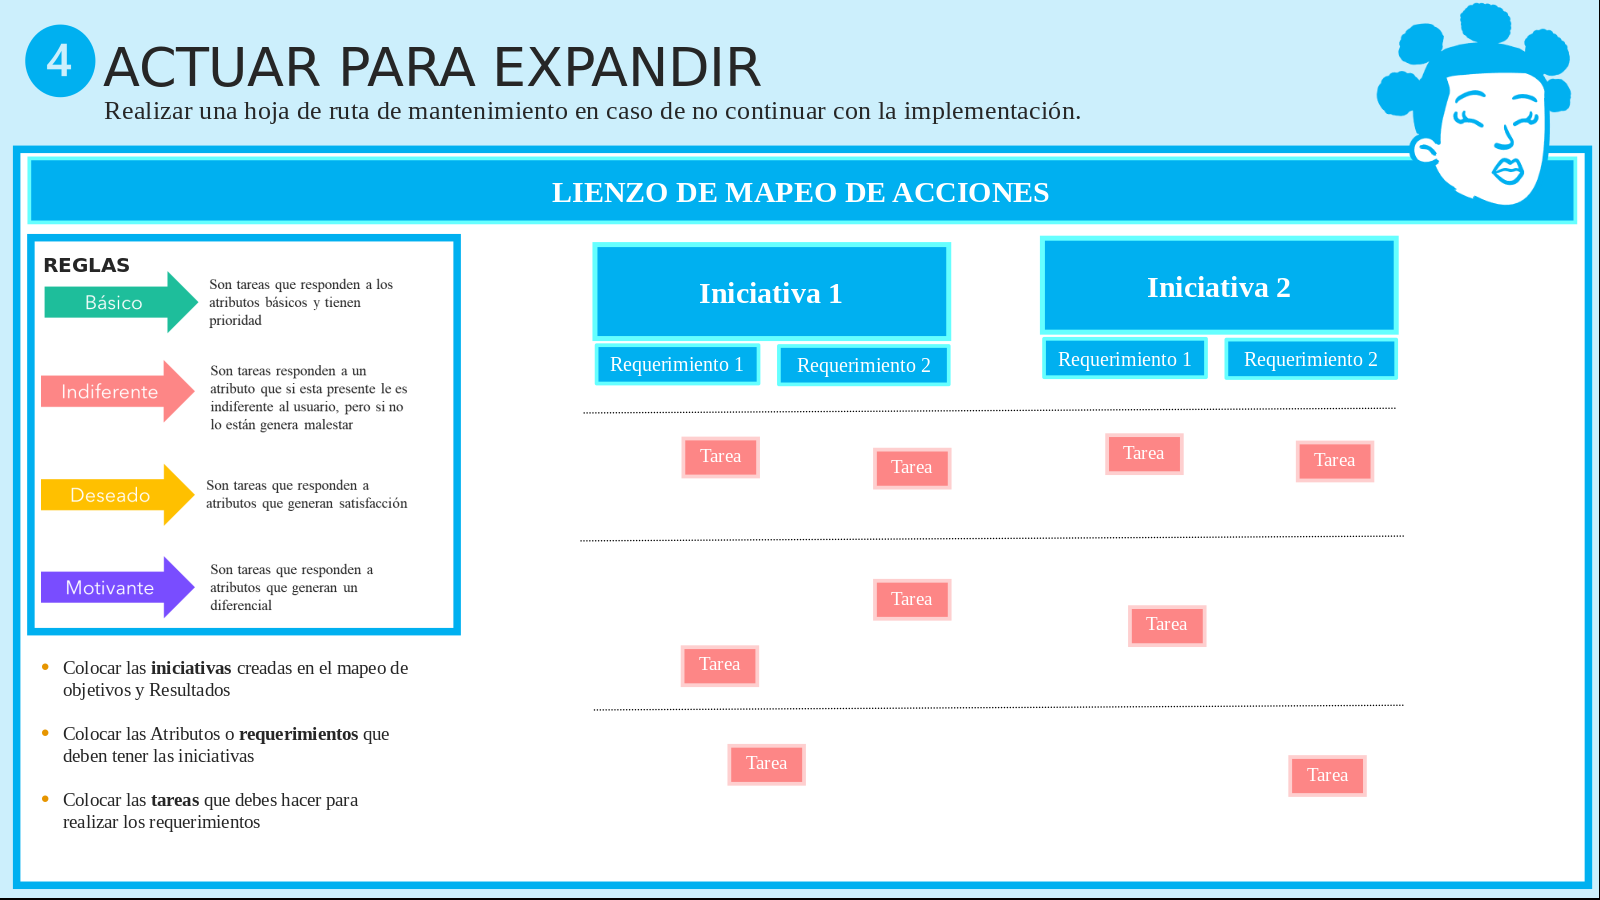 4
ACTUAR PARA EXPANDIR
Realizar una hoja de ruta de mantenimiento en caso de no continuar con la implementación.
LIENZO DE MAPEO DE ACCIONES
REGLAS
Básico
Son tareas que responden a los
atributos básicos y tienen
prioridad
Indiferente
Son tareas responden a un
atributo que si esta presente le es
indiferente al usuario, pero si no
lo están genera malestar
Deseado
Son tareas que responden a
atributos que generan satisfacción
Motivante
Son tareas que responden a
atributos que generan un
diferencial
• Colocar las iniciativas creadas en el mapeo de
objetivos y Resultados
• Colocar las Atributos o requerimientos que
deben tener las iniciativas
• Colocar las tareas que debes hacer para
realizar los requerimientos
Iniciativa 1
Requerimiento 1
Requerimiento 2
Iniciativa 2
Requerimiento 1
Requerimiento 2
Tarea
Tarea
Tarea
Tarea
Tarea
Tarea
Tarea
Tarea
Tarea